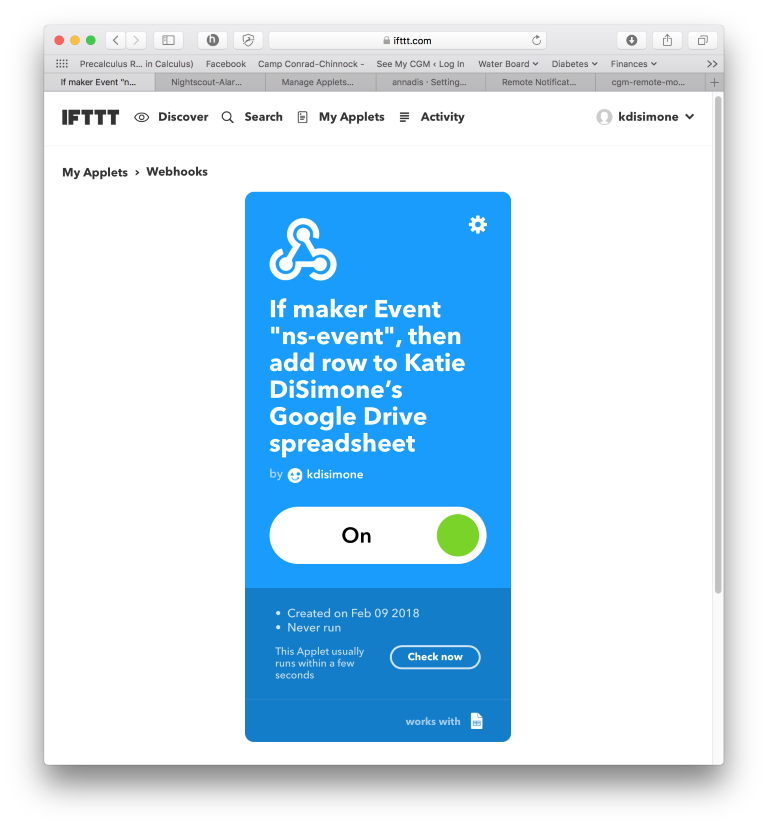 ifttt.com
Precalculus R... in Calculus) Facebook Camp Conrad-Chinnock - See My CGM ‹ Log In Water Board Diabetes Finances
If maker Event "n... Nightscout-Alar... Manage Applets... annadis · Setting... Remote Notificat... cgm-remote-mo...
IFTTT Discover Search My Applets Activity kdisimone
My Applets › Webhooks
If maker Event
"ns-event", then
add row to Katie
DiSimone’s
Google Drive
spreadsheet
by kdisimone
On
• Created on Feb 09 2018
• Never run
This Applet usually
runs within a few
seconds
Check now
works with